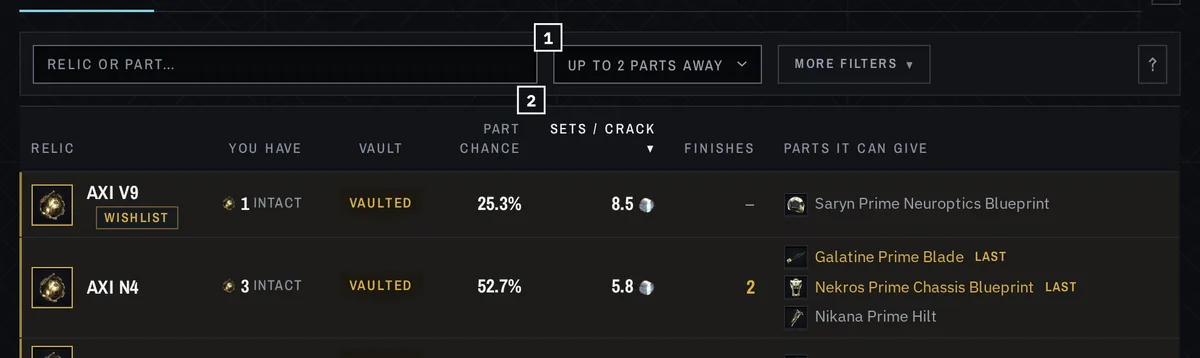 1
RELIC OR PART...
UP TO 2 PARTS AWAY
MORE FILTERS ▾
?
2
RELIC
YOU HAVE
VAULT
PART CHANCE
SETS / CRACK ▼
FINISHES
PARTS IT CAN GIVE
AXI V9
WISHLIST
1 INTACT
VAULTED
25.3%
8.5
–
Saryn Prime Neuroptics Blueprint
AXI N4
3 INTACT
VAULTED
52.7%
5.8
2
Galatine Prime Blade LAST
Nekros Prime Chassis Blueprint LAST
Nikana Prime Hilt